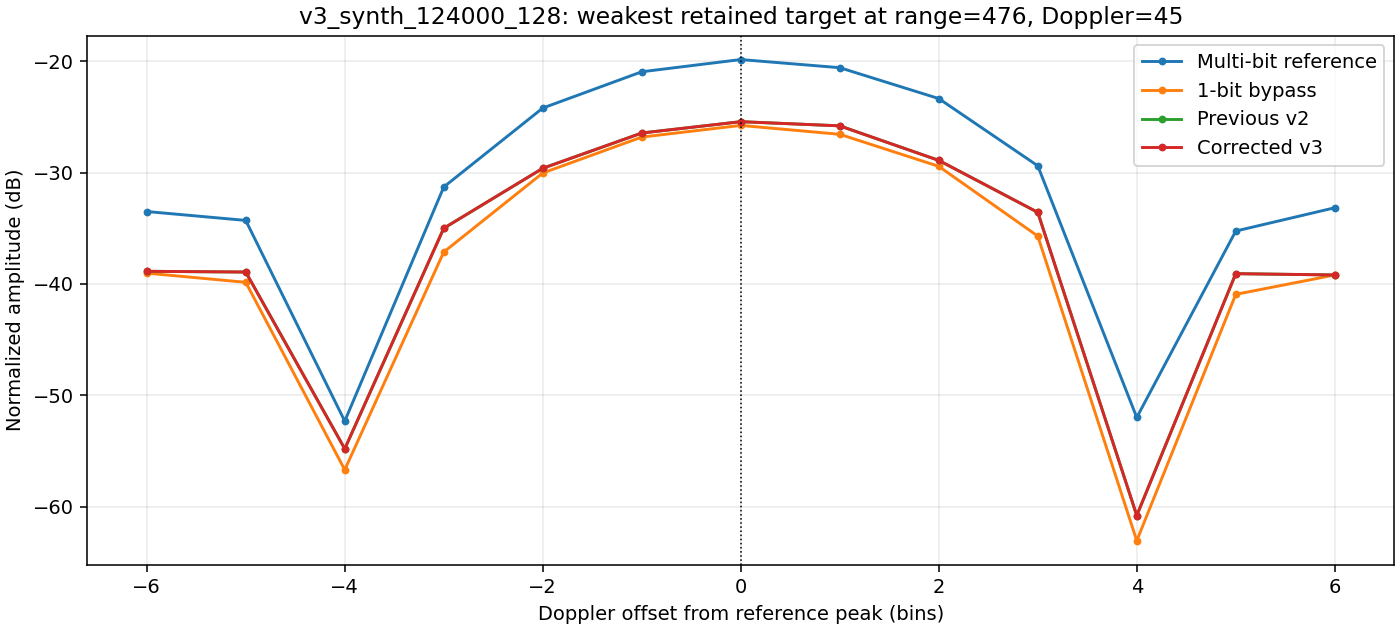 v3_synth_124000_128: weakest retained target at range=476, Doppler=45
Normalized amplitude (dB)
−20
−30
−40
−50
−60
Multi-bit reference
1-bit bypass
Previous v2
Corrected v3
−6
−4
−2
0
2
4
6
Doppler offset from reference peak (bins)